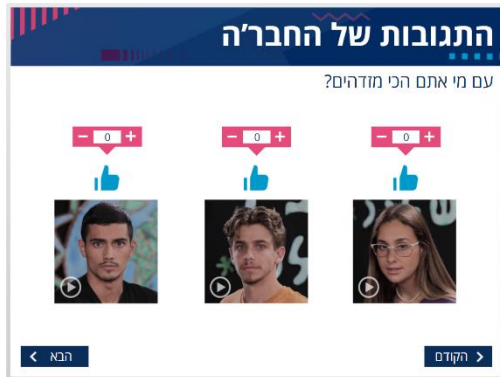 התגובות של החבר'ה
עם מי אתם הכי מזדהים?
+ 0 −
+ 0 −
+ 0 −
הקודם
הבא